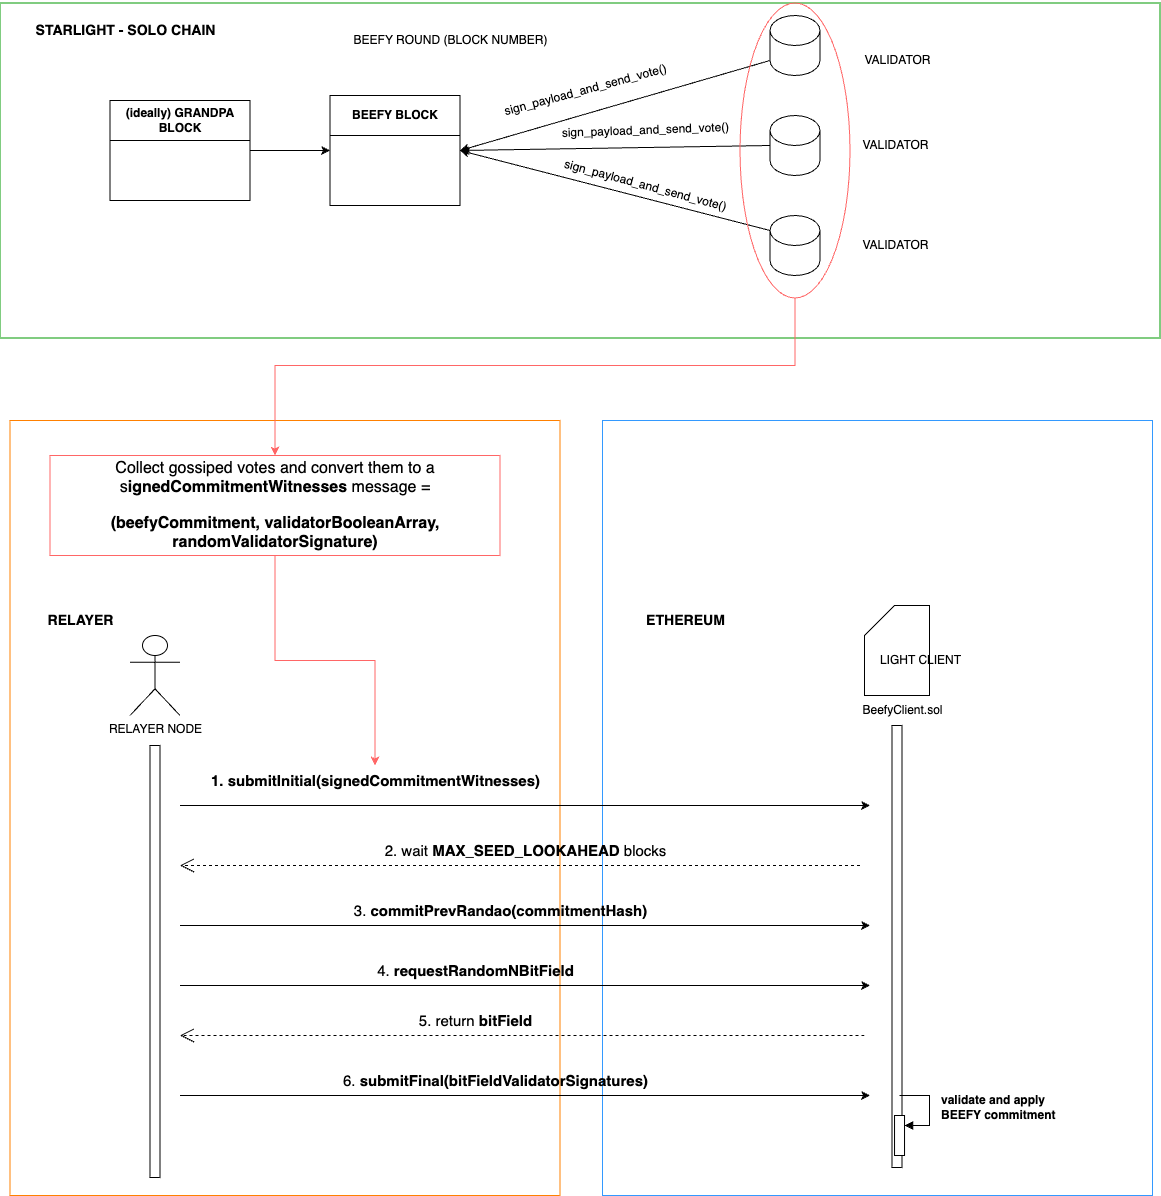 STARLIGHT - SOLO CHAIN
BEEFY ROUND (BLOCK NUMBER)
(ideally) GRANDPA
BLOCK
BEEFY BLOCK
sign_payload_and_send_vote()
sign_payload_and_send_vote()
sign_payload_and_send_vote()
VALIDATOR
VALIDATOR
VALIDATOR
Collect gossiped votes and convert them to a
signedCommitmentWitnesses message =
(beefyCommitment, validatorBooleanArray,
randomValidatorSignature)
RELAYER
RELAYER NODE
ETHEREUM
LIGHT CLIENT
BeefyClient.sol
1. submitInitial(signedCommitmentWitnesses)
2. wait MAX_SEED_LOOKAHEAD blocks
3. commitPrevRandao(commitmentHash)
4. requestRandomNBitField
5. return bitField
6. submitFinal(bitFieldValidatorSignatures)
validate and apply
BEEFY commitment